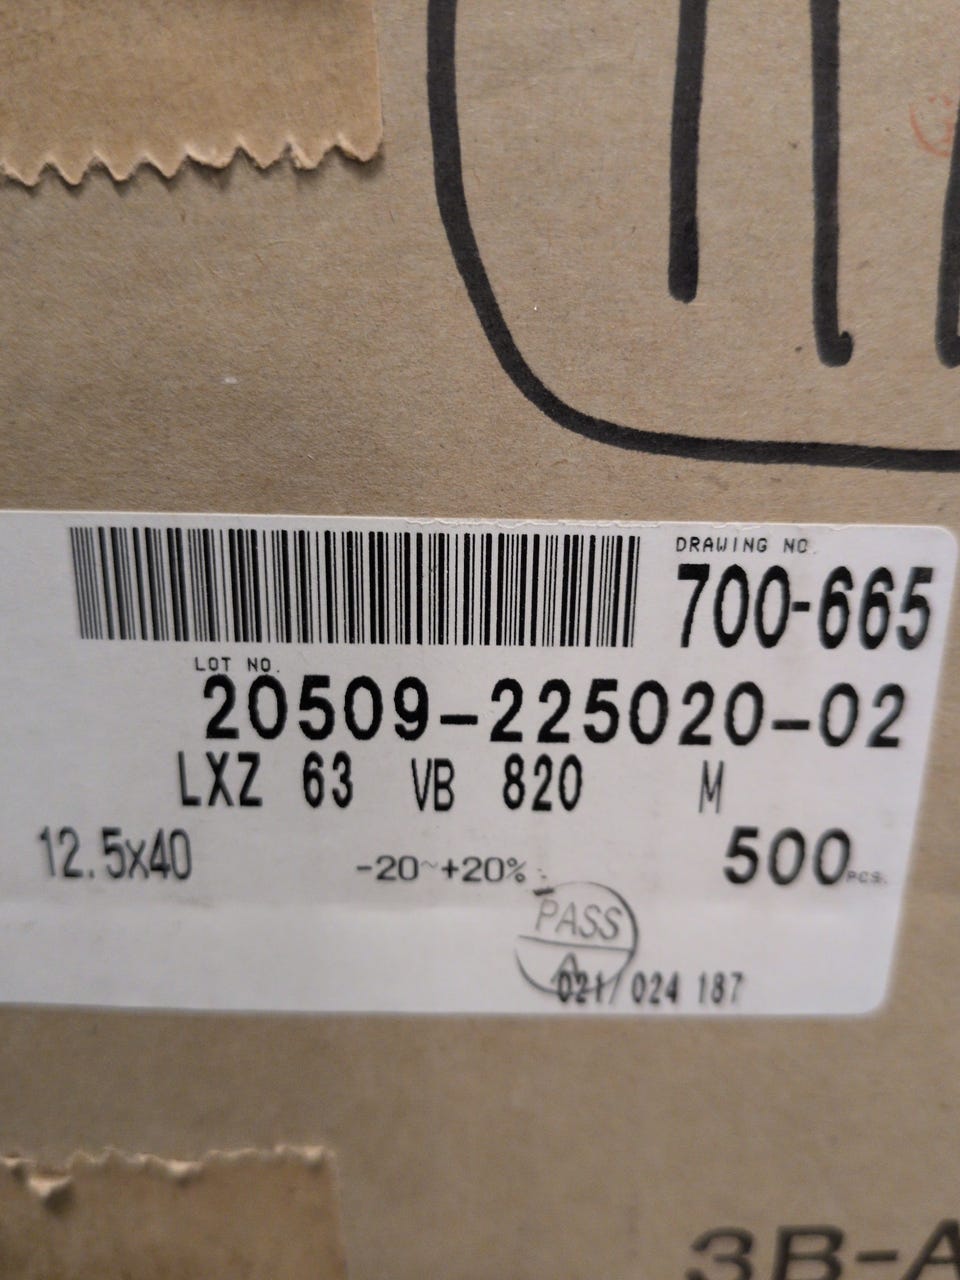 DRAWING NO.
700-665
LOT NO.
20509-225020-02
LXZ 63 VB 820 M
12.5x40 -20~+20% 500PCS.
PASS
A
021/024 187
3B-A